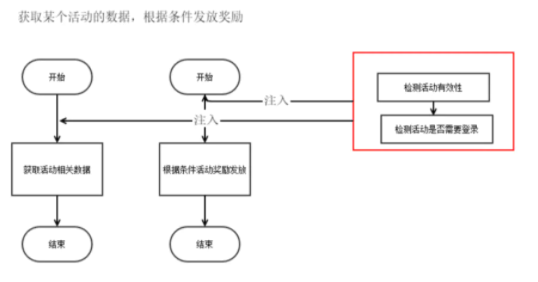 获取某个活动的数据，根据条件发放奖励
开始
开始
检测活动有效性
注入
注入
检测活动是否需要登录
获取活动相关数据
根据条件活动奖励发放
结束
结束